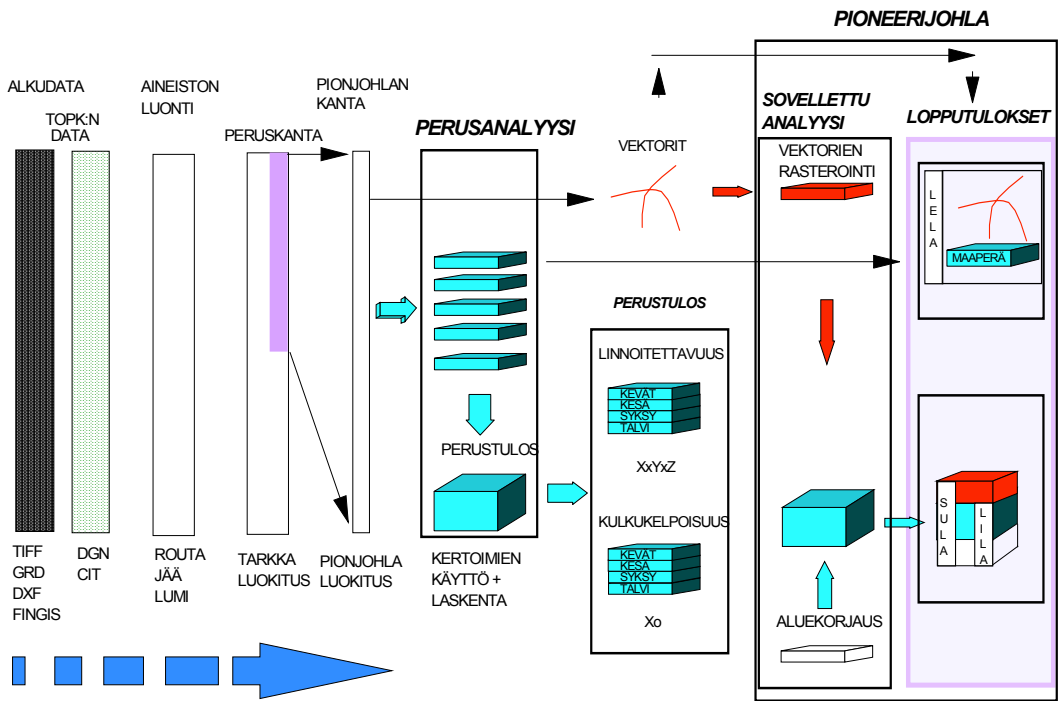 PIONEERIJOHLA
ALKUDATA
TOPK:N
DATA
AINEISTON
LUONTI
PERUSKANTA
PIONJOHLAN
KANTA
PERUSANALYYSI
VEKTORIT
SOVELLETTU
ANALYYSI
VEKTORIEN
RASTEROINTI
LOPPUTULOKSET
L
E
L
A
MAAPERÄ
PERUSTULOS
LINNOITETTAVUUS
KEVÄT
KESÄ
SYKSY
TALVI
XxYxZ
KULKUKELPOISUUS
KEVÄT
KESÄ
SYKSY
TALVI
Xo
PERUSTULOS
S
U
L
A
L
I
L
A
ALUEKORJAUS
TIFF
GRD
DXF
FINGIS
DGN
CIT
ROUTA
JÄÄ
LUMI
TARKKA
LUOKITUS
PIONJOHLA
LUOKITUS
KERTOIMIEN
KÄYTTÖ +
LASKENTA